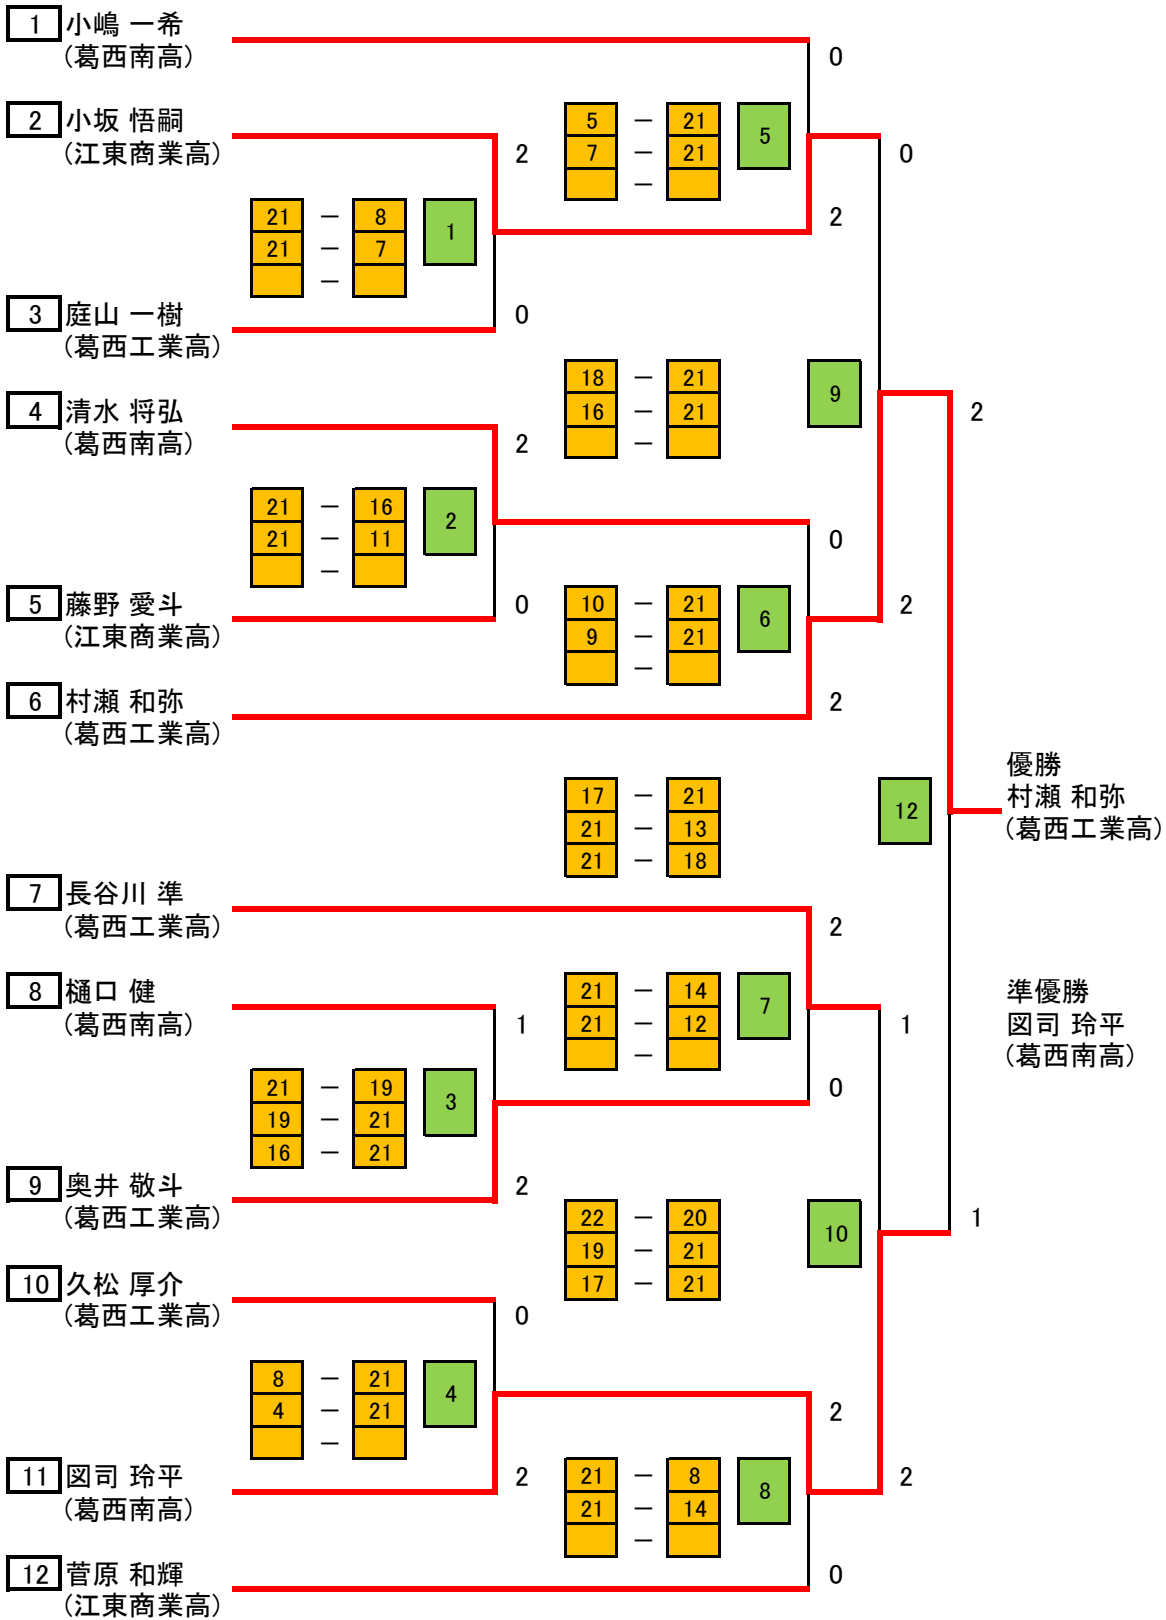 1 小嶋 一希
(葛西南高)
0
2 小坂 悟嗣
(江東商業高)
5 － 21
7 － 21
－
5
2
0
21 － 8
21 － 7
－
1
2
3 庭山 一樹
(葛西工業高)
0
18 － 21
16 － 21
－
9
4 清水 将弘
(葛西南高)
2
2
21 － 16
21 － 11
－
2
0
5 藤野 愛斗
(江東商業高)
0
10 － 21
9 － 21
－
6
2
6 村瀬 和弥
(葛西工業高)
2
優勝
村瀬 和弥
(葛西工業高)
17 － 21
21 － 13
21 － 18
12
7 長谷川 準
(葛西工業高)
2
8 樋口 健
(葛西南高)
1
21 － 14
21 － 12
－
7
1
準優勝
図司 玲平
(葛西南高)
21 － 19
19 － 21
16 － 21
3
0
9 奥井 敬斗
(葛西工業高)
2
22 － 20
19 － 21
17 － 21
10
1
10 久松 厚介
(葛西工業高)
0
8 － 21
4 － 21
－
4
2
11 図司 玲平
(葛西南高)
2
21 － 8
21 － 14
－
8
2
12 菅原 和輝
(江東商業高)
0